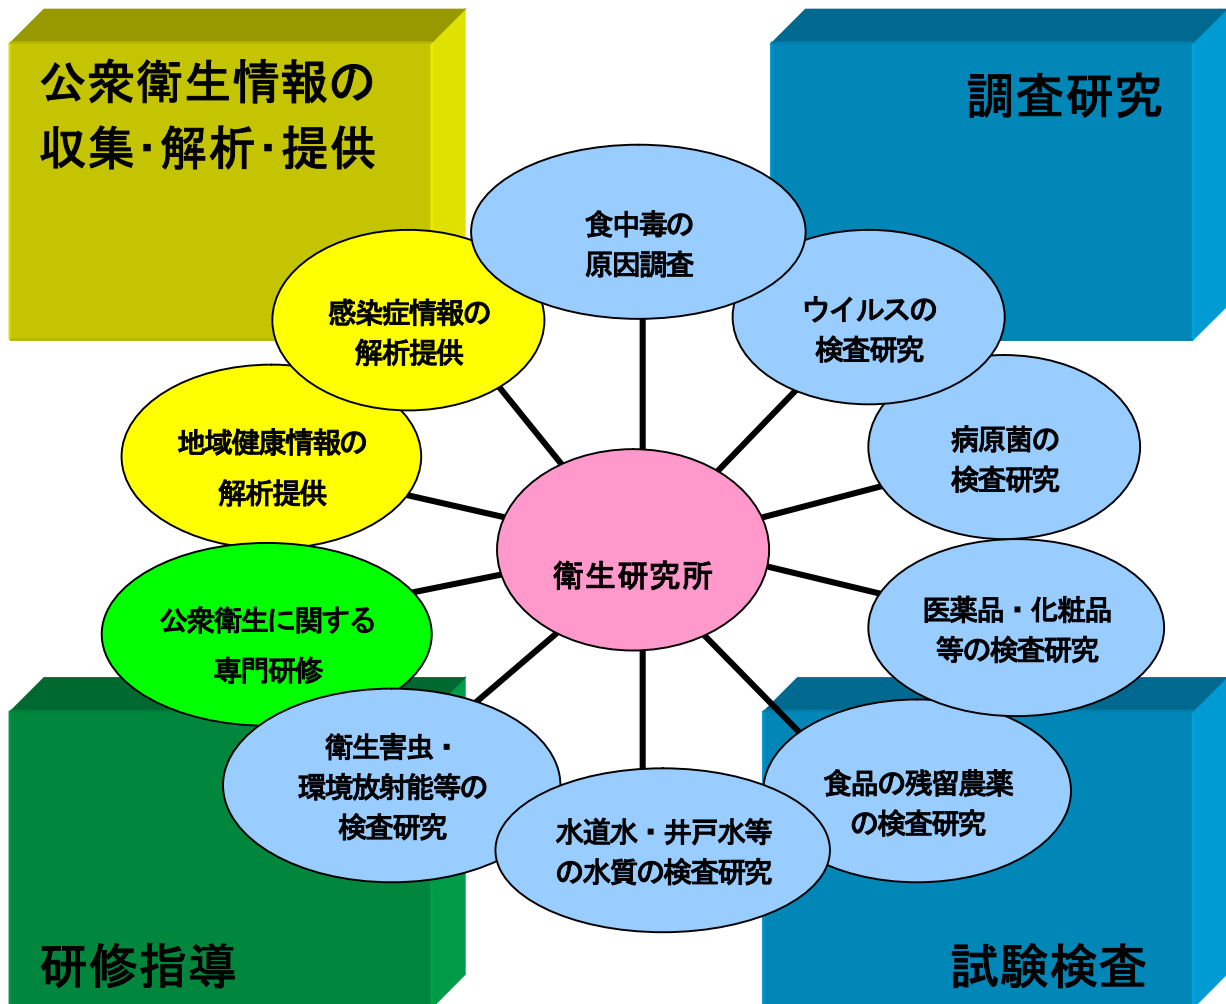 公衆衛生情報の
収集・解析・提供
調査研究
食中毒の
原因調査
感染症情報の
解析提供
ウイルスの
検査研究
地域健康情報の
解析提供
病原菌の
検査研究
衛生研究所
公衆衛生に関する
専門研修
医薬品・化粧品
等の検査研究
衛生害虫・
環境放射能等の
検査研究
食品の残留農薬
の検査研究
水道水・井戸水等
の水質の検査研究
研修指導
試験検査